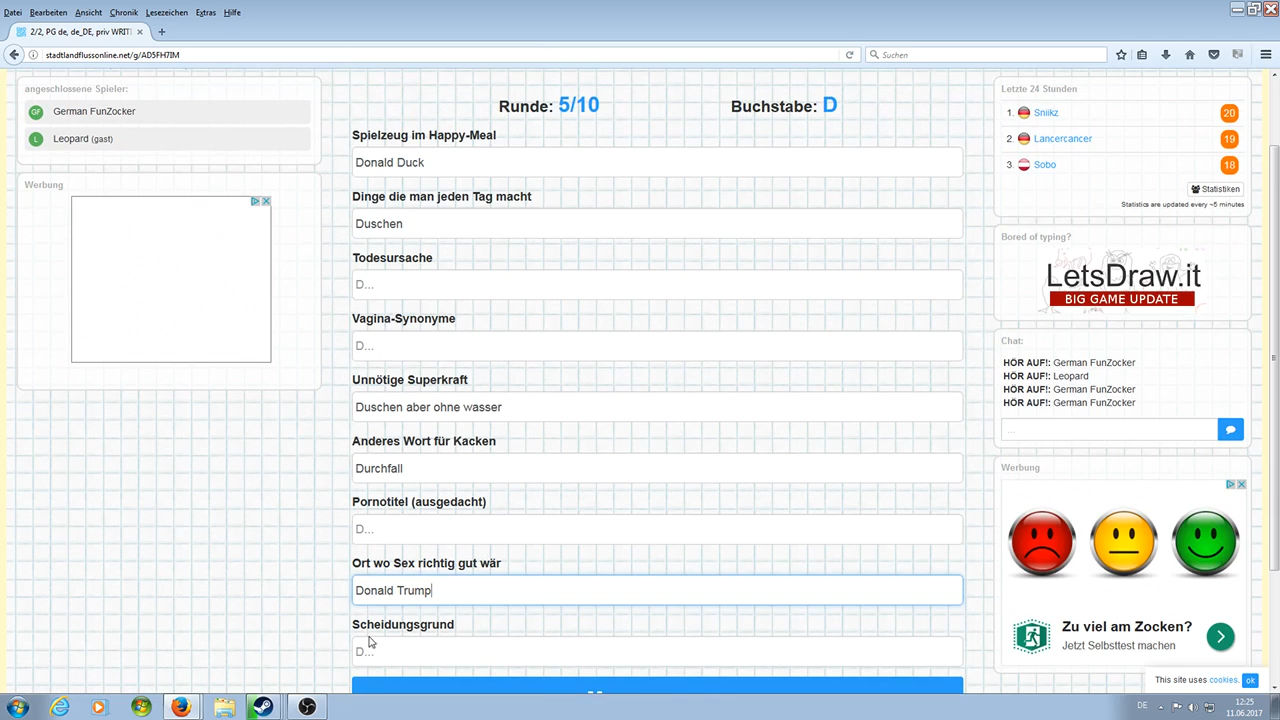 Datei Bearbeiten Ansicht Chronik Lesezeichen Extras Hilfe
2/2, PG de, de_DE, priv WRIT
stadtlandflussonline.net/g/AD5FH7IM
Suchen
angeschlossene Spieler:
GF German FunZocker
L Leopard (gast)
Werbung
Runde: 5/10
Buchstabe: D
Spielzeug im Happy-Meal
Donald Duck
Dinge die man jeden Tag macht
Duschen
Todesursache
D...
Vagina-Synonyme
D...
Unnötige Superkraft
Duschen aber ohne wasser
Anderes Wort für Kacken
Durchfall
Pornotitel (ausgedacht)
D...
Ort wo Sex richtig gut wär
Donald Trump
Scheidungsgrund
D...
Letzte 24 Stunden
1. Sniikz 20
2. Lancercancer 19
3. Sobo 18
Statistiken
Statistics are updated every ~5 minutes
Bored of typing?
LetsDraw.it
BIG GAME UPDATE
Chat:
HÖR AUF!: German FunZocker
HÖR AUF!: Leopard
HÖR AUF!: German FunZocker
HÖR AUF!: German FunZocker
...
Werbung
Zu viel am Zocken?
Jetzt Selbsttest machen
This site uses cookies. ok
DE
12:25
11.06.2017